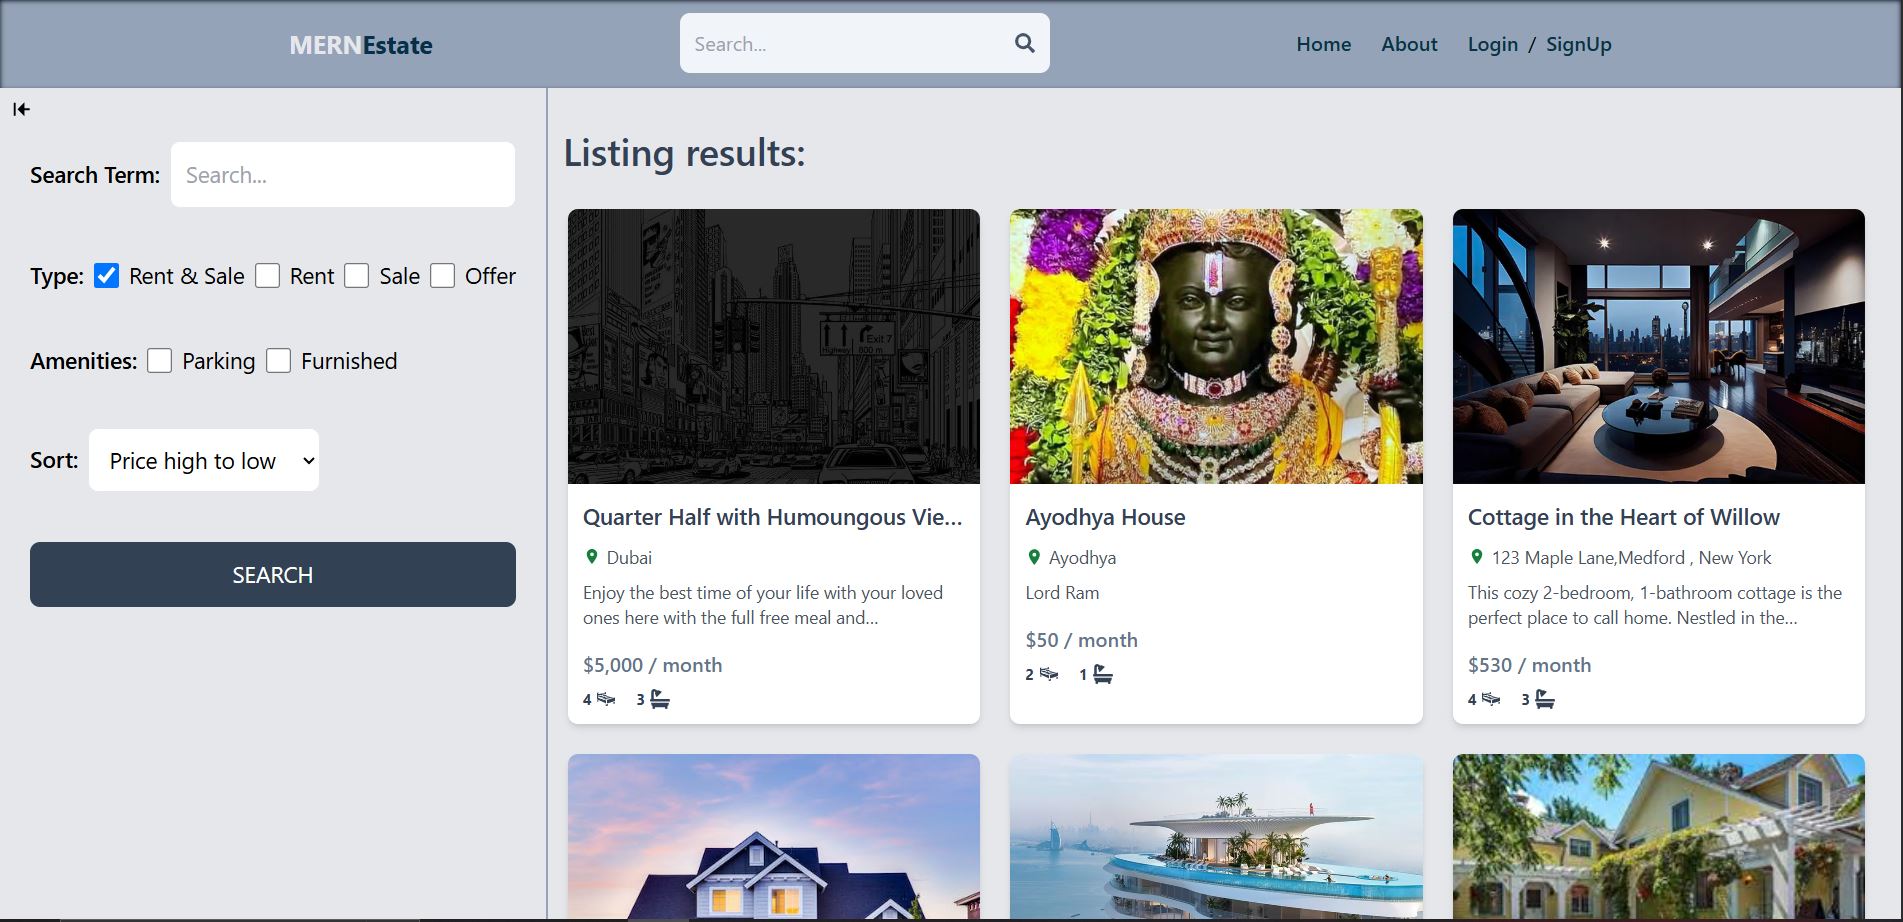 MERNEstate
Search...
Home About Login / SignUp
Search Term: Search...
Type: Rent & Sale Rent Sale Offer
Amenities: Parking Furnished
Sort: Price high to low
SEARCH
Listing results:
Exit 7
Highway 800 m
Quarter Half with Humoungous Vie...
Dubai
Enjoy the best time of your life with your loved
ones here with the full free meal and...
$5,000 / month
4 3
Ayodhya House
Ayodhya
Lord Ram
$50 / month
2 1
Cottage in the Heart of Willow
123 Maple Lane,Medford , New York
This cozy 2-bedroom, 1-bathroom cottage is the
perfect place to call home. Nestled in the...
$530 / month
4 3